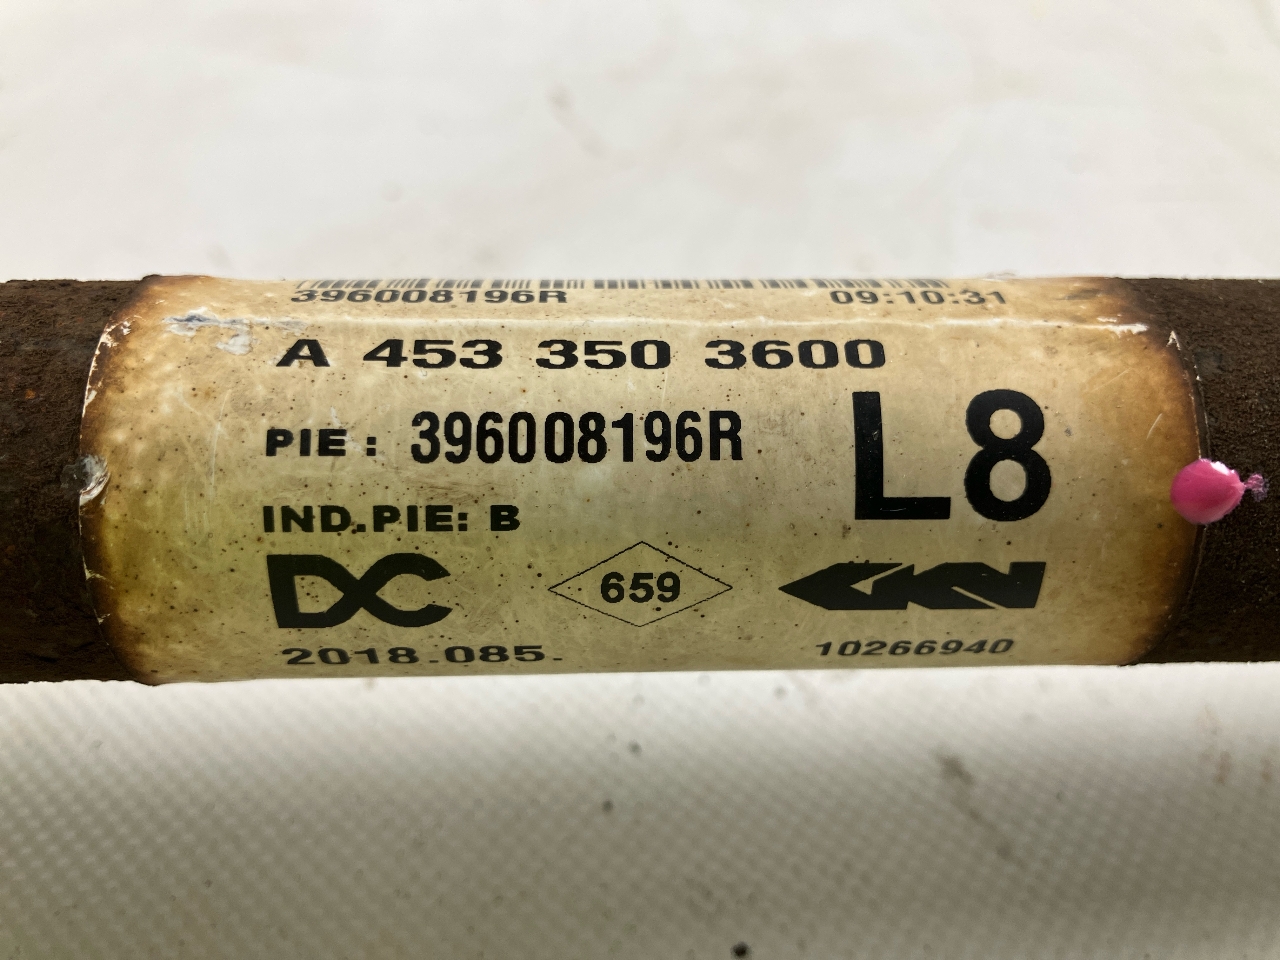 396008196R 09:10:31
A 453 350 3600
PIE: 396008196R
L8
IND.PIE: B
DC 659 GKN
2018.085. 10266940